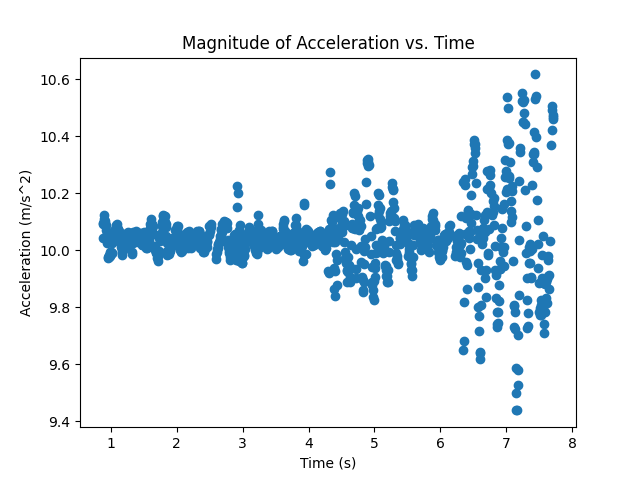 Magnitude of Acceleration vs. Time
Acceleration (m/s^2)
10.6
10.4
10.2
10.0
9.8
9.6
9.4
1 2 3 4 5 6 7 8
Time (s)